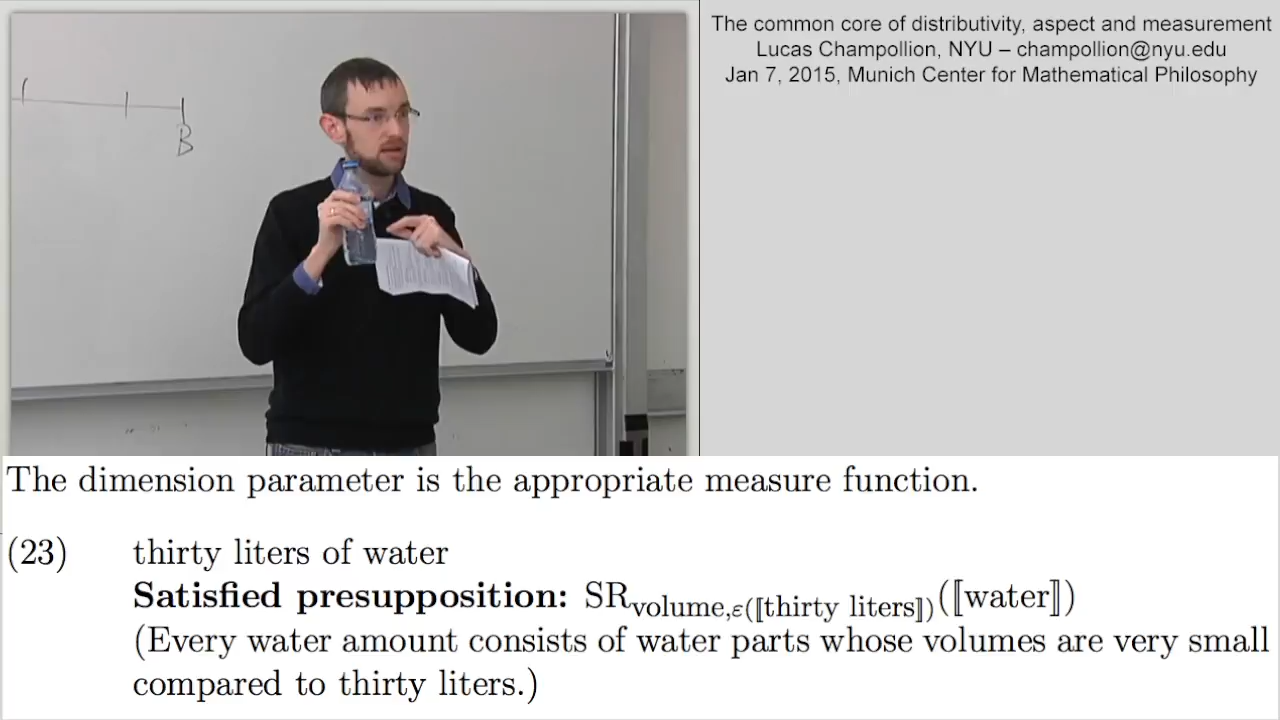 The common core of distributivity, aspect and measurement
Lucas Champollion, NYU – champollion@nyu.edu
Jan 7, 2015, Munich Center for Mathematical Philosophy
B
The dimension parameter is the appropriate measure function.
(23) thirty liters of water
Satisfied presupposition: SR_volume,ε(⟦thirty liters⟧)(⟦water⟧)
(Every water amount consists of water parts whose volumes are very small
compared to thirty liters.)